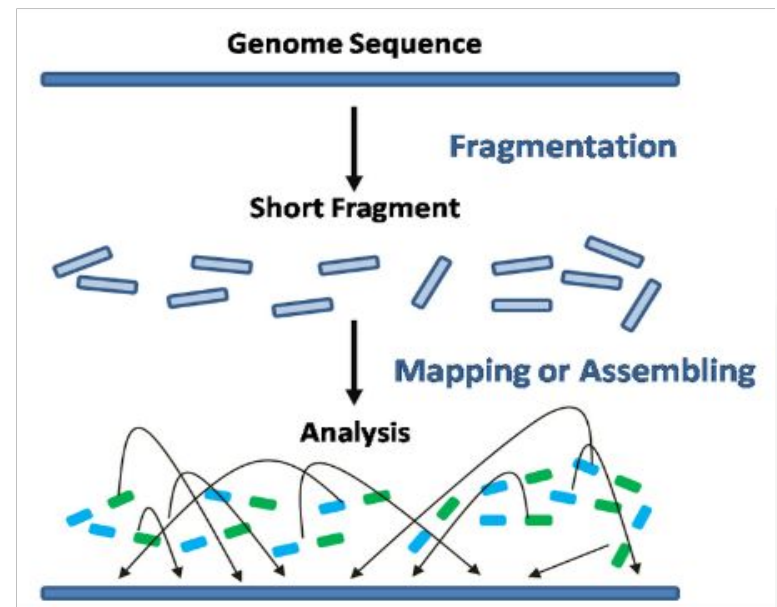 Genome Sequence
Fragmentation
Short Fragment
Mapping or Assembling
Analysis